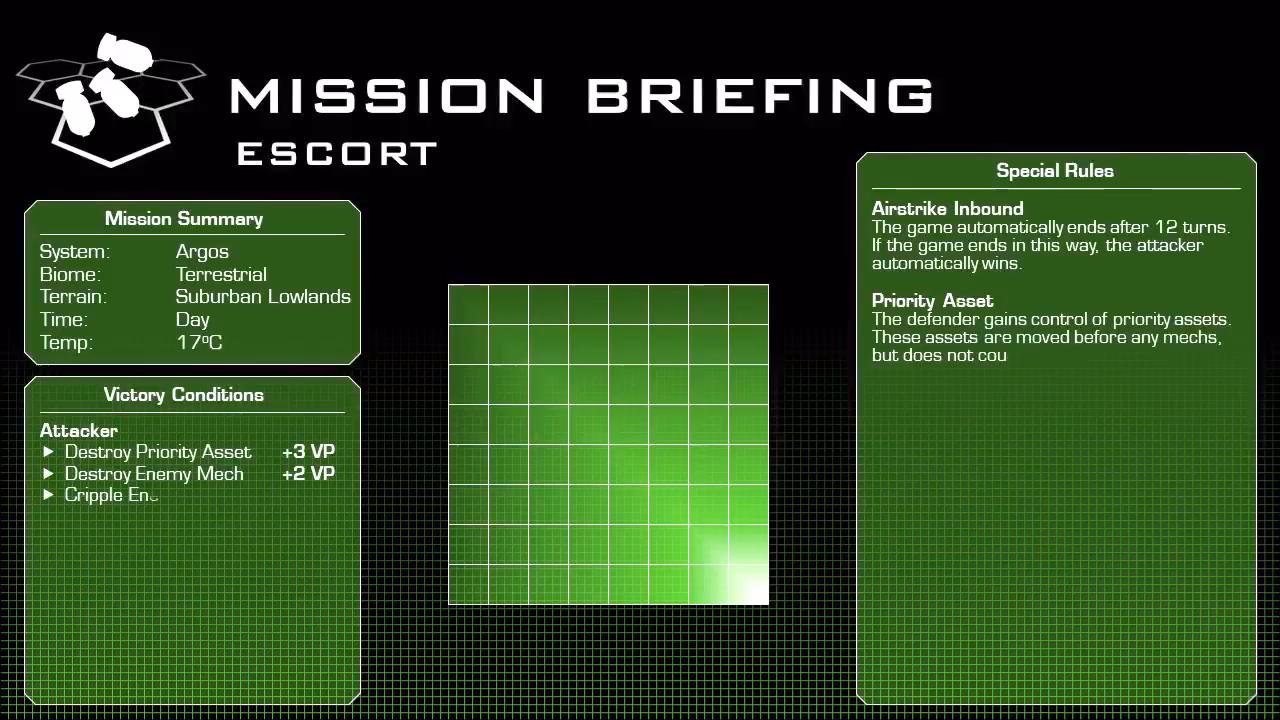 MISSION BRIEFING
ESCORT
Mission Summary
System: Argos
Biome: Terrestrial
Terrain: Suburban Lowlands
Time: Day
Temp: 17ºC
Victory Conditions
Attacker
Destroy Priority Asset +3 VP
Destroy Enemy Mech +2 VP
Cripple En
Special Rules
Airstrike Inbound
The game automatically ends after 12 turns.
If the game ends in this way, the attacker
automatically wins.
Priority Asset
The defender gains control of priority assets.
These assets are moved before any mechs,
but does not cou